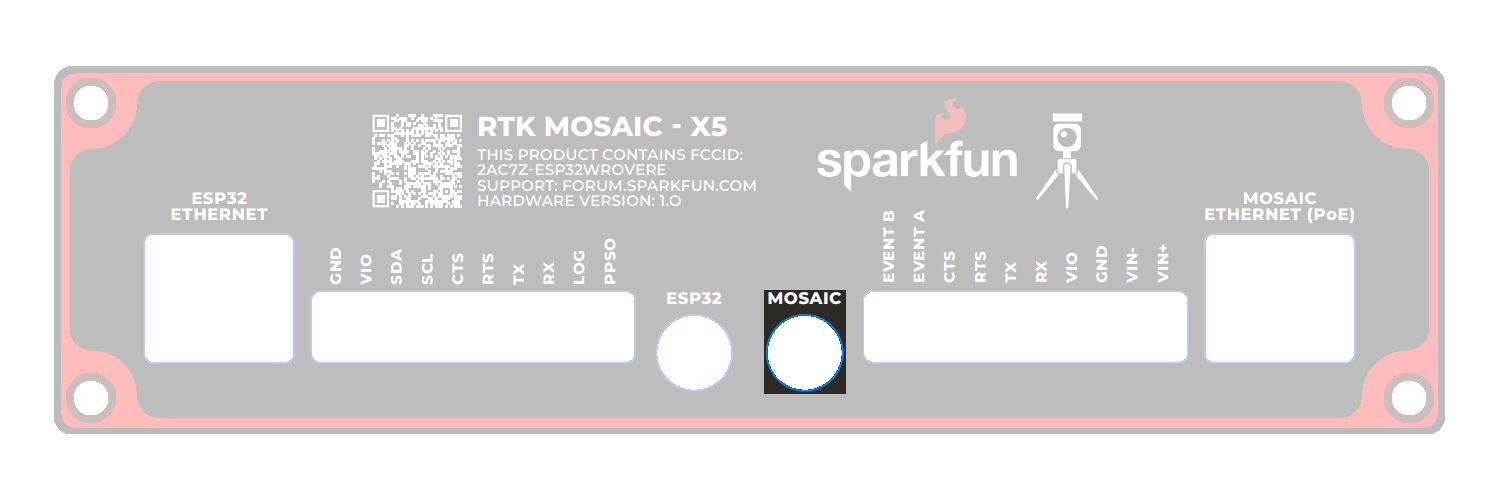 RTK MOSAIC - X5
THIS PRODUCT CONTAINS FCCID:
2AC7Z-ESP32WROVERE
SUPPORT: FORUM.SPARKFUN.COM
HARDWARE VERSION: 1.0
sparkfun
ESP32
ETHERNET
MOSAIC
ETHERNET (PoE)
GND
VIO
SDA
SCL
CTS
RTS
TX
RX
LOG
PPSO
ESP32
MOSAIC
EVENT B
EVENT A
CTS
RTS
TX
RX
VIO
GND
VIN-
VIN+